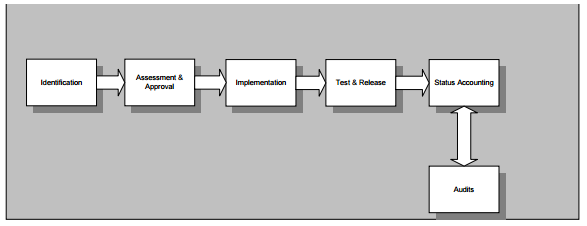 Identification
Assessment &
Approval
Implementation
Test & Release
Status Accounting
Audits